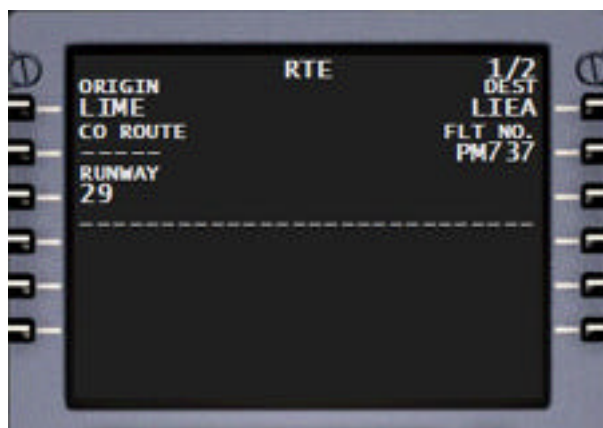 RTE 1/2
ORIGIN DEST
LIME LIEA
CO ROUTE FLT NO.
----- PM737
RUNWAY
29
----------------------------